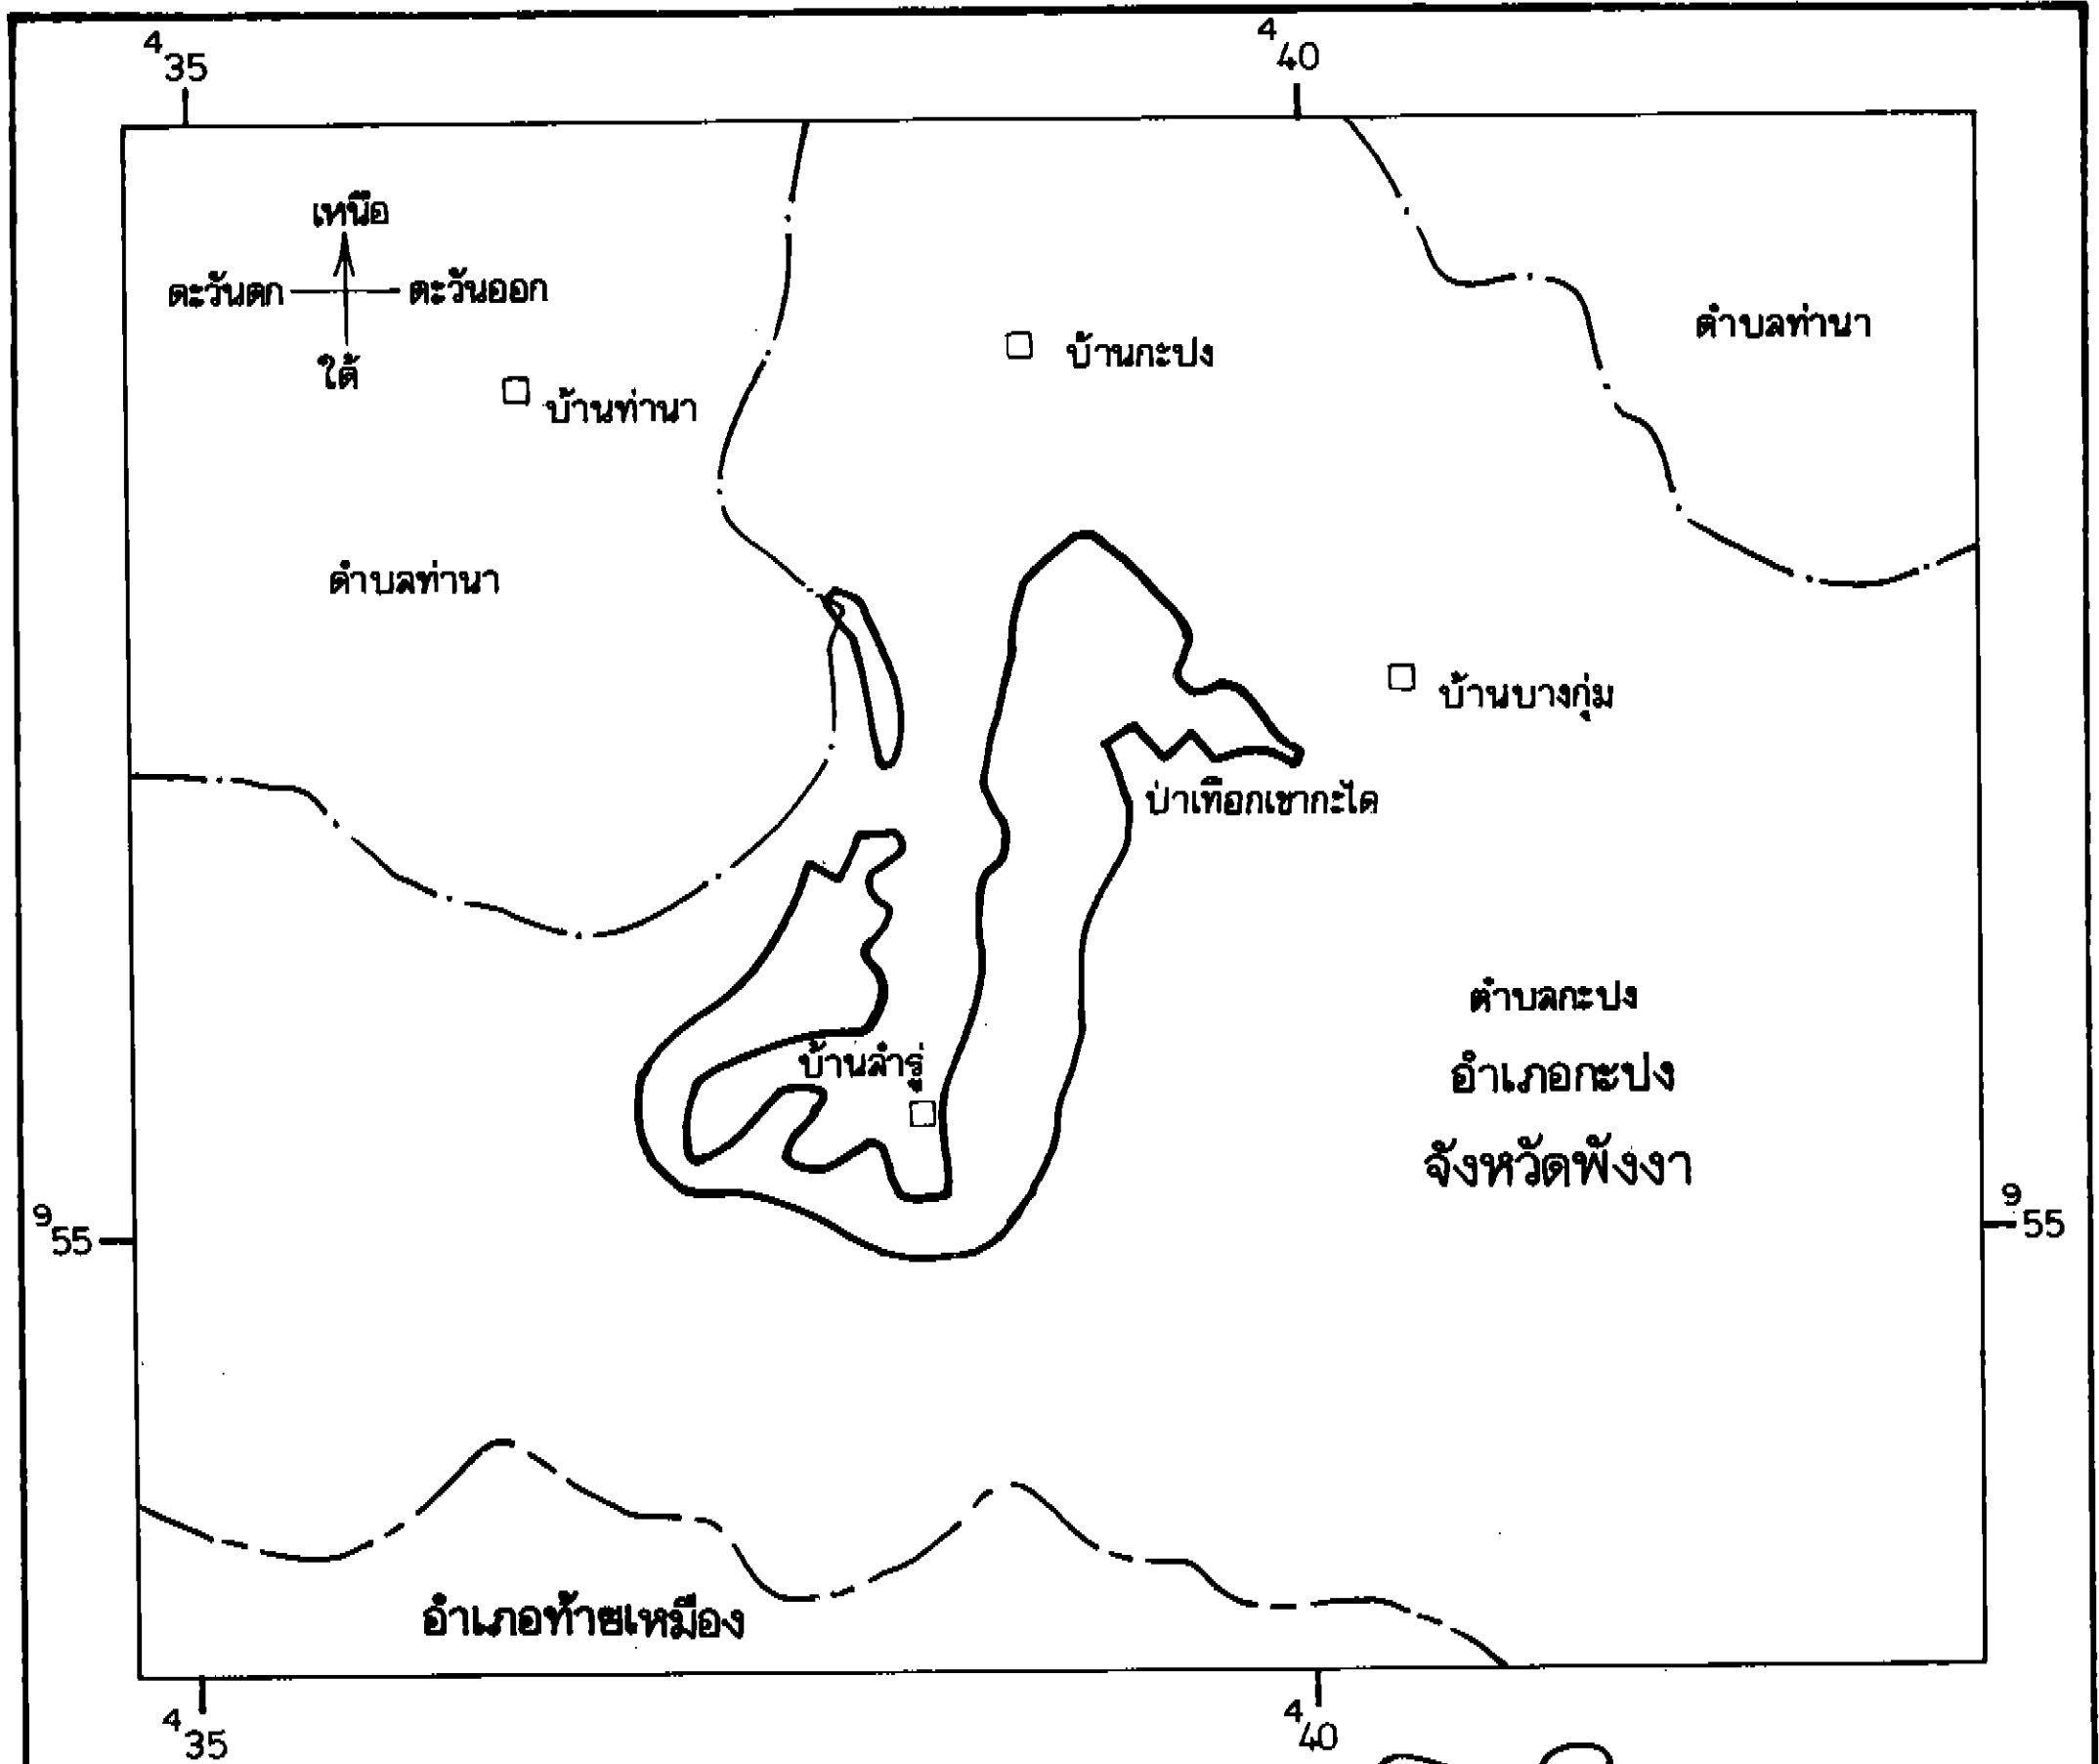 4 35
4 40
เหนือ
ตะวันตก
ตะวันออก
ใต้
บ้านท่านา
บ้านกะปง
ตำบลท่านา
ตำบลท่านา
บ้านบางกุ่ม
ป่าเทือกเขากะได
ตำบลกะปง
บ้านลำรู่
อำเภอกะปง
จังหวัดพังงา
9 55
9 55
อำเภอท้ายเหมือง
4 35
4 40